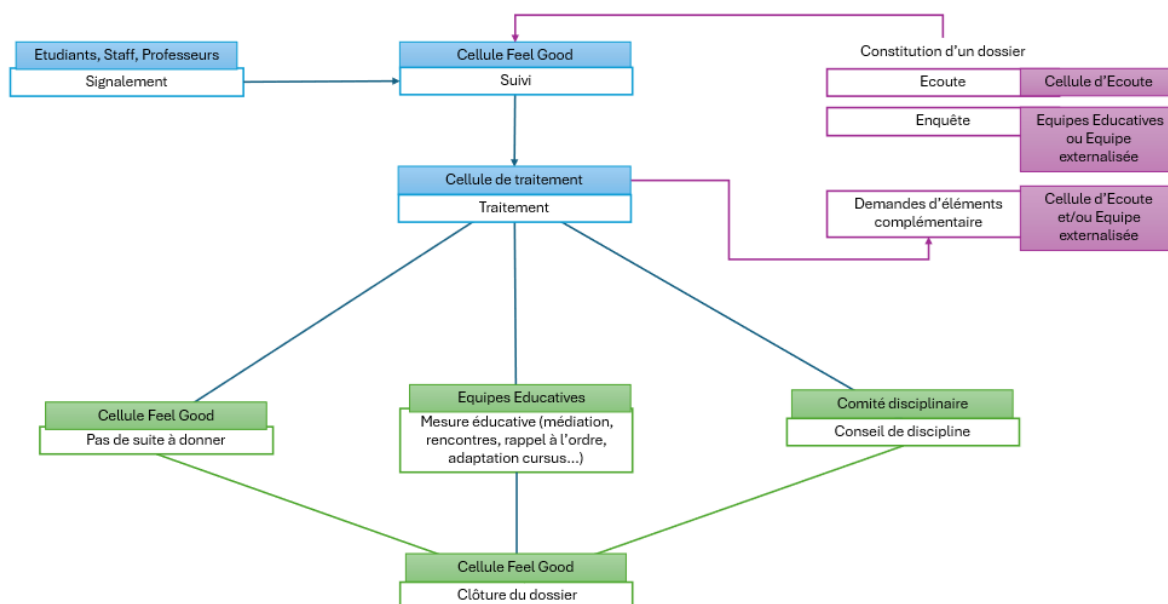 Etudiants, Staff, Professeurs
Signalement
Cellule Feel Good
Suivi
Constitution d'un dossier
Ecoute
Cellule d'Ecoute
Enquête
Equipes Educatives
ou Equipe
externalisée
Cellule de traitement
Traitement
Demandes d'éléments
complémentaire
Cellule d'Ecoute
et/ou Equipe
externalisée
Cellule Feel Good
Pas de suite à donner
Equipes Educatives
Mesure éducative (médiation,
rencontres, rappel à l'ordre,
adaptation cursus...)
Comité disciplinaire
Conseil de discipline
Cellule Feel Good
Clôture du dossier